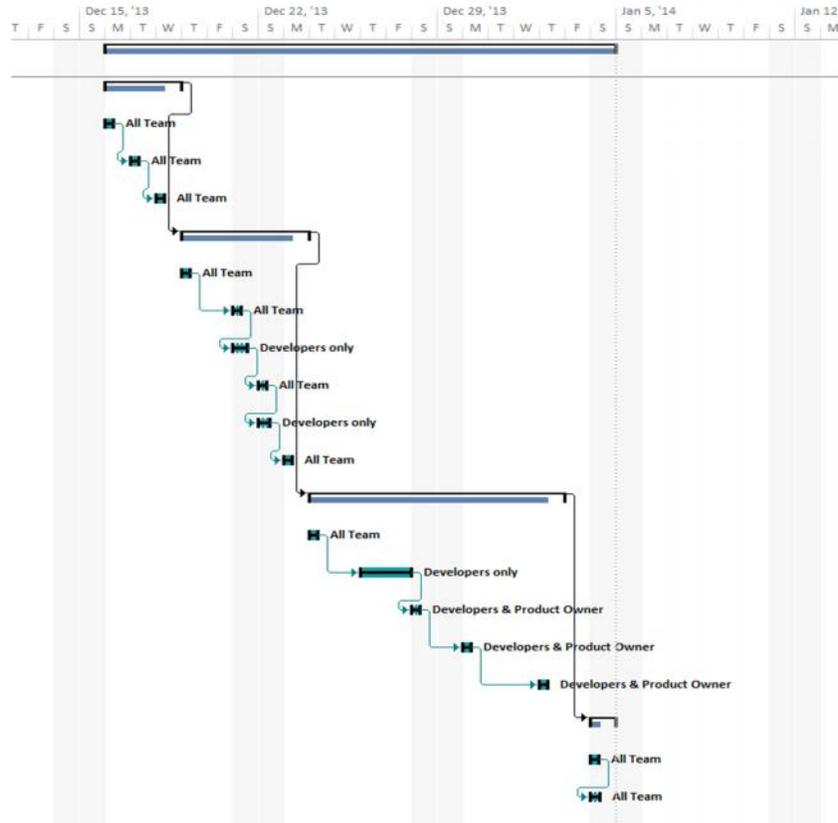 Dec 15, '13 Dec 22, '13 Dec 29, '13 Jan 5, '14 Jan 12
T F S S M T W T F S S M T W T F S S M T W T F S S M T W T F S S M
All Team
All Team
All Team
All Team
All Team
Developers only
All Team
Developers only
All Team
All Team
Developers only
Developers & Product Owner
Developers & Product Owner
Developers & Product Owner
All Team
All Team